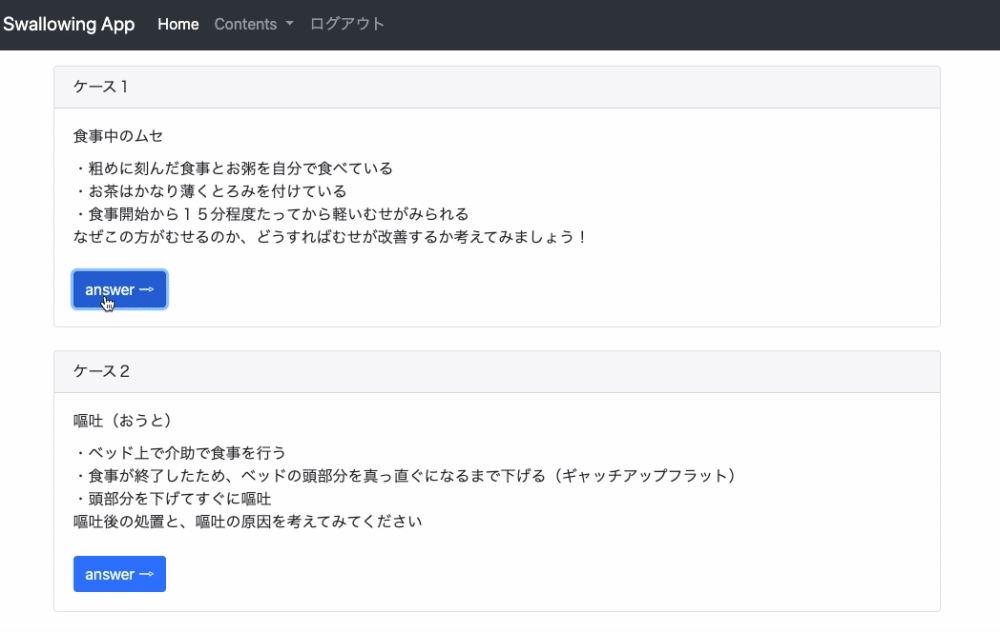 Swallowing App Home Contents ログアウト
ケース１
食事中のムセ
・粗めに刻んだ食事とお粥を自分で食べている
・お茶はかなり薄くとろみを付けている
・食事開始から１５分程度たってから軽いむせがみられる
なぜこの方がむせるのか、どうすればむせが改善するか考えてみましょう！
answer →
ケース２
嘔吐（おうと）
・ベッド上で介助で食事を行う
・食事が終了したため、ベッドの頭部分を真っ直ぐになるまで下げる（ギャッチアップフラット）
・頭部分を下げてすぐに嘔吐
嘔吐後の処置と、嘔吐の原因を考えてみてください
answer →